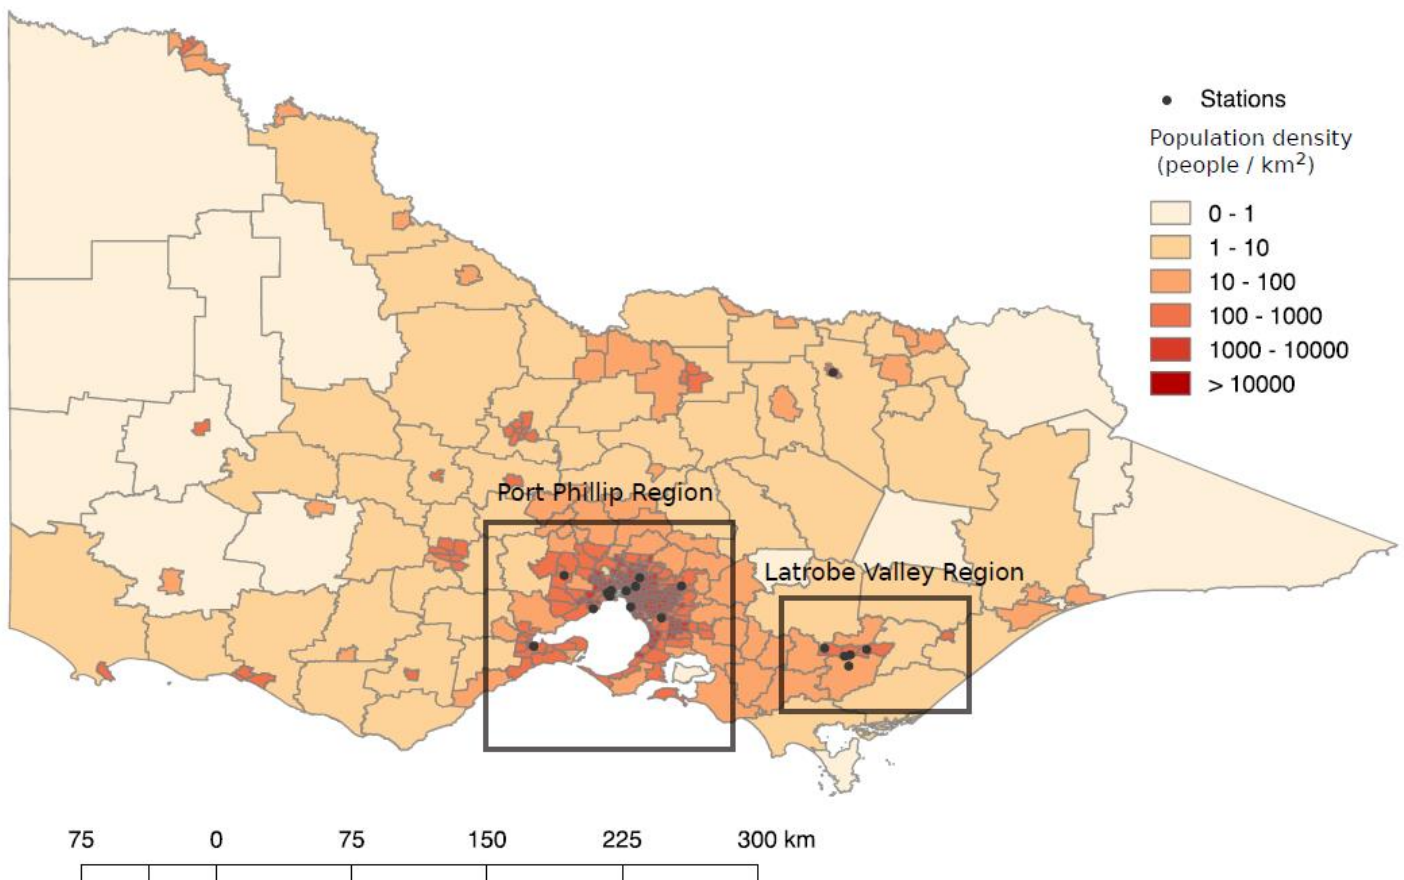 Stations
Population density
(people / km²)
0 - 1
1 - 10
10 - 100
100 - 1000
1000 - 10000
> 10000
Port Phillip Region
Latrobe Valley Region
75 0 75 150 225 300 km